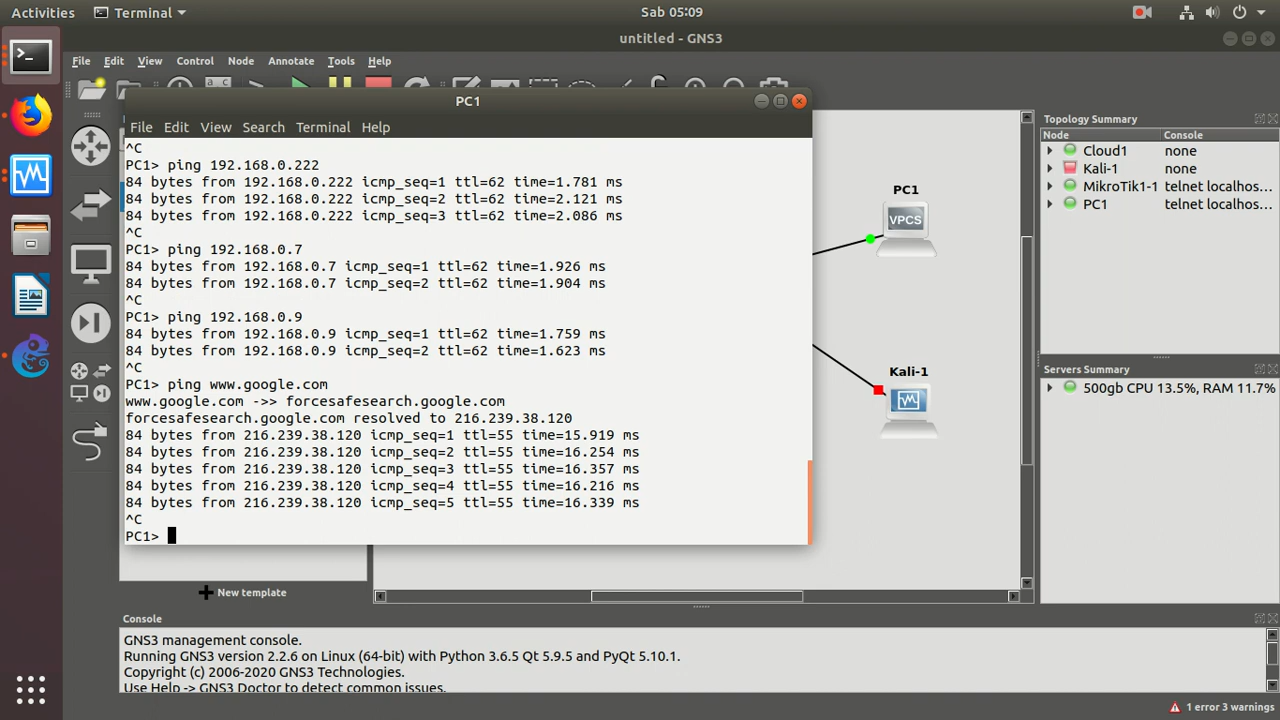 Activities
Terminal
Sab 05:09
untitled - GNS3
File Edit View Control Node Annotate Tools Help
PC1
File Edit View Search Terminal Help
^C
PC1> ping 192.168.0.222
84 bytes from 192.168.0.222 icmp_seq=1 ttl=62 time=1.781 ms
84 bytes from 192.168.0.222 icmp_seq=2 ttl=62 time=2.121 ms
84 bytes from 192.168.0.222 icmp_seq=3 ttl=62 time=2.086 ms
^C
PC1> ping 192.168.0.7
84 bytes from 192.168.0.7 icmp_seq=1 ttl=62 time=1.926 ms
84 bytes from 192.168.0.7 icmp_seq=2 ttl=62 time=1.904 ms
^C
PC1> ping 192.168.0.9
84 bytes from 192.168.0.9 icmp_seq=1 ttl=62 time=1.759 ms
84 bytes from 192.168.0.9 icmp_seq=2 ttl=62 time=1.623 ms
^C
PC1> ping www.google.com
www.google.com ->> forcesafesearch.google.com
forcesafesearch.google.com resolved to 216.239.38.120
84 bytes from 216.239.38.120 icmp_seq=1 ttl=55 time=15.919 ms
84 bytes from 216.239.38.120 icmp_seq=2 ttl=55 time=16.254 ms
84 bytes from 216.239.38.120 icmp_seq=3 ttl=55 time=16.357 ms
84 bytes from 216.239.38.120 icmp_seq=4 ttl=55 time=16.216 ms
84 bytes from 216.239.38.120 icmp_seq=5 ttl=55 time=16.339 ms
^C
PC1>
PC1
VPCS
Kali-1
Topology Summary
Node Console
Cloud1 none
Kali-1 none
MikroTik1-1 telnet localhos...
PC1 telnet localhos...
Servers Summary
500gb CPU 13.5%, RAM 11.7%
New template
Console
GNS3 management console.
Running GNS3 version 2.2.6 on Linux (64-bit) with Python 3.6.5 Qt 5.9.5 and PyQt 5.10.1.
Copyright (c) 2006-2020 GNS3 Technologies.
Use Help -> GNS3 Doctor to detect common issues.
1 error 3 warnings